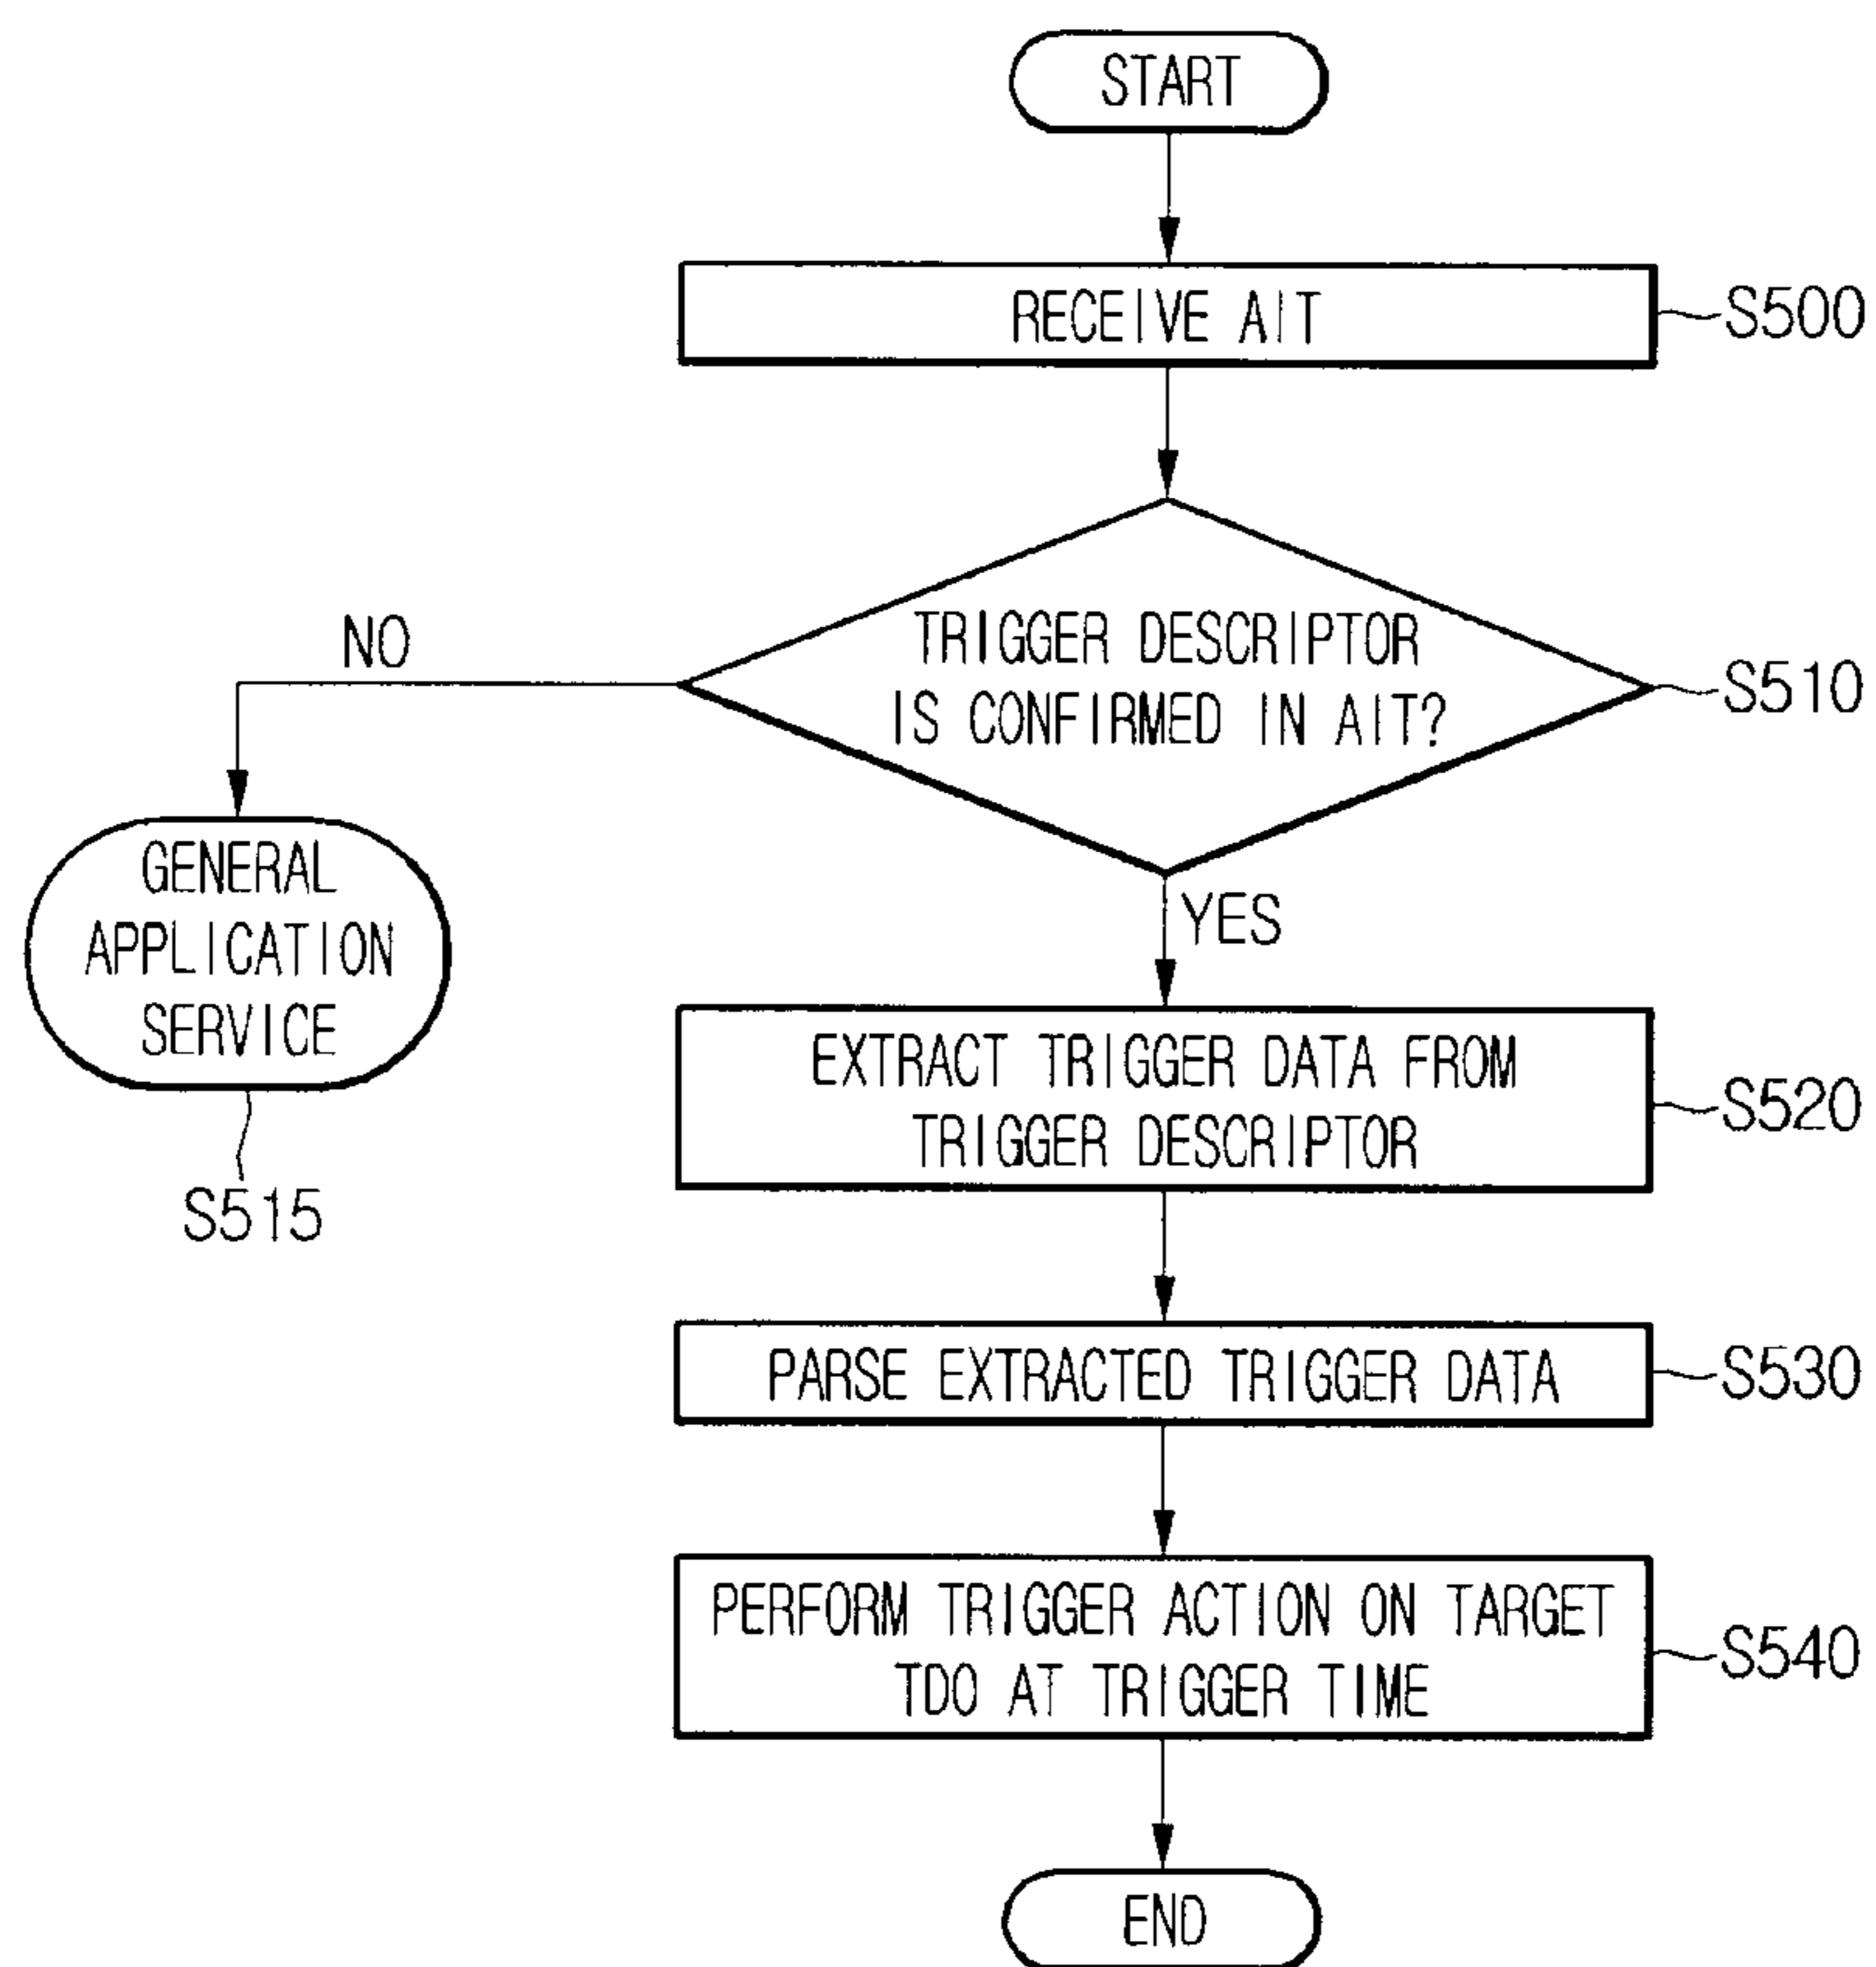 START
RECEIVE AIT
S500
TRIGGER DESCRIPTOR
IS CONFIRMED IN AIT?
S510
NO
GENERAL
APPLICATION
SERVICE
S515
YES
EXTRACT TRIGGER DATA FROM
TRIGGER DESCRIPTOR
S520
PARSE EXTRACTED TRIGGER DATA
S530
PERFORM TRIGGER ACTION ON TARGET
TDO AT TRIGGER TIME
S540
END